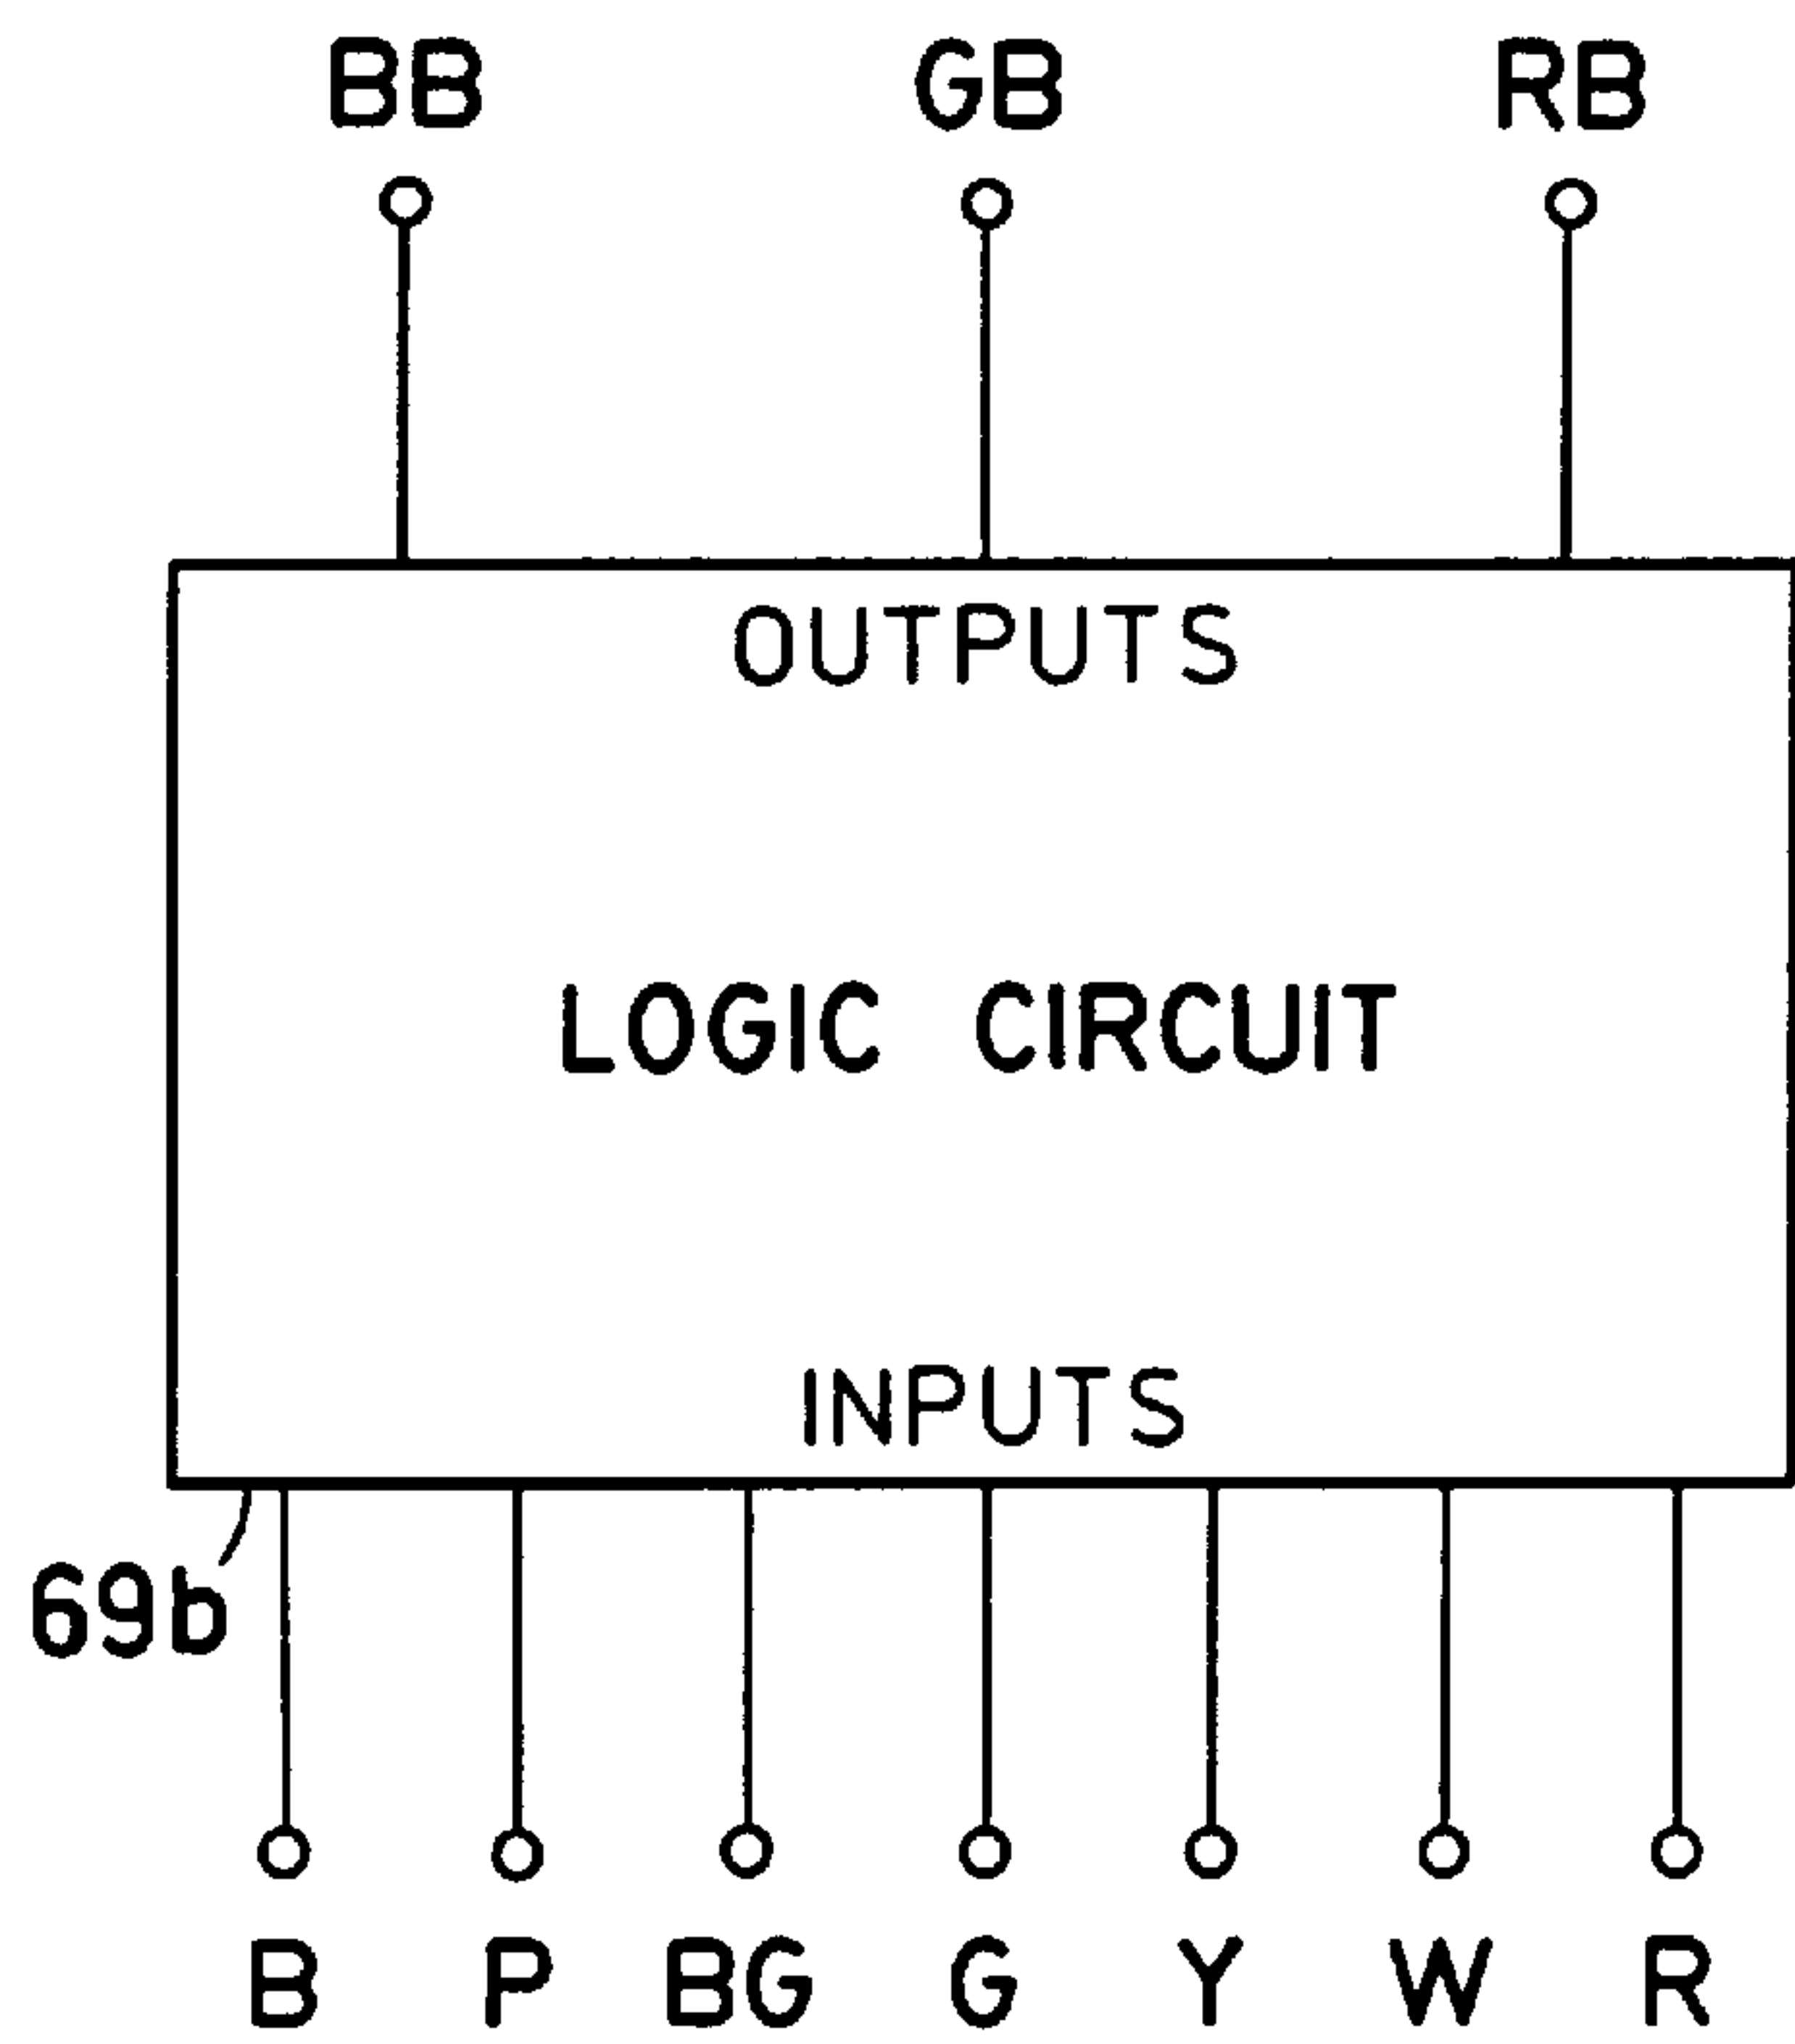 BB GB RB
OUTPUTS
LOGIC CIRCUIT
INPUTS
69b
B P BG G Y W R